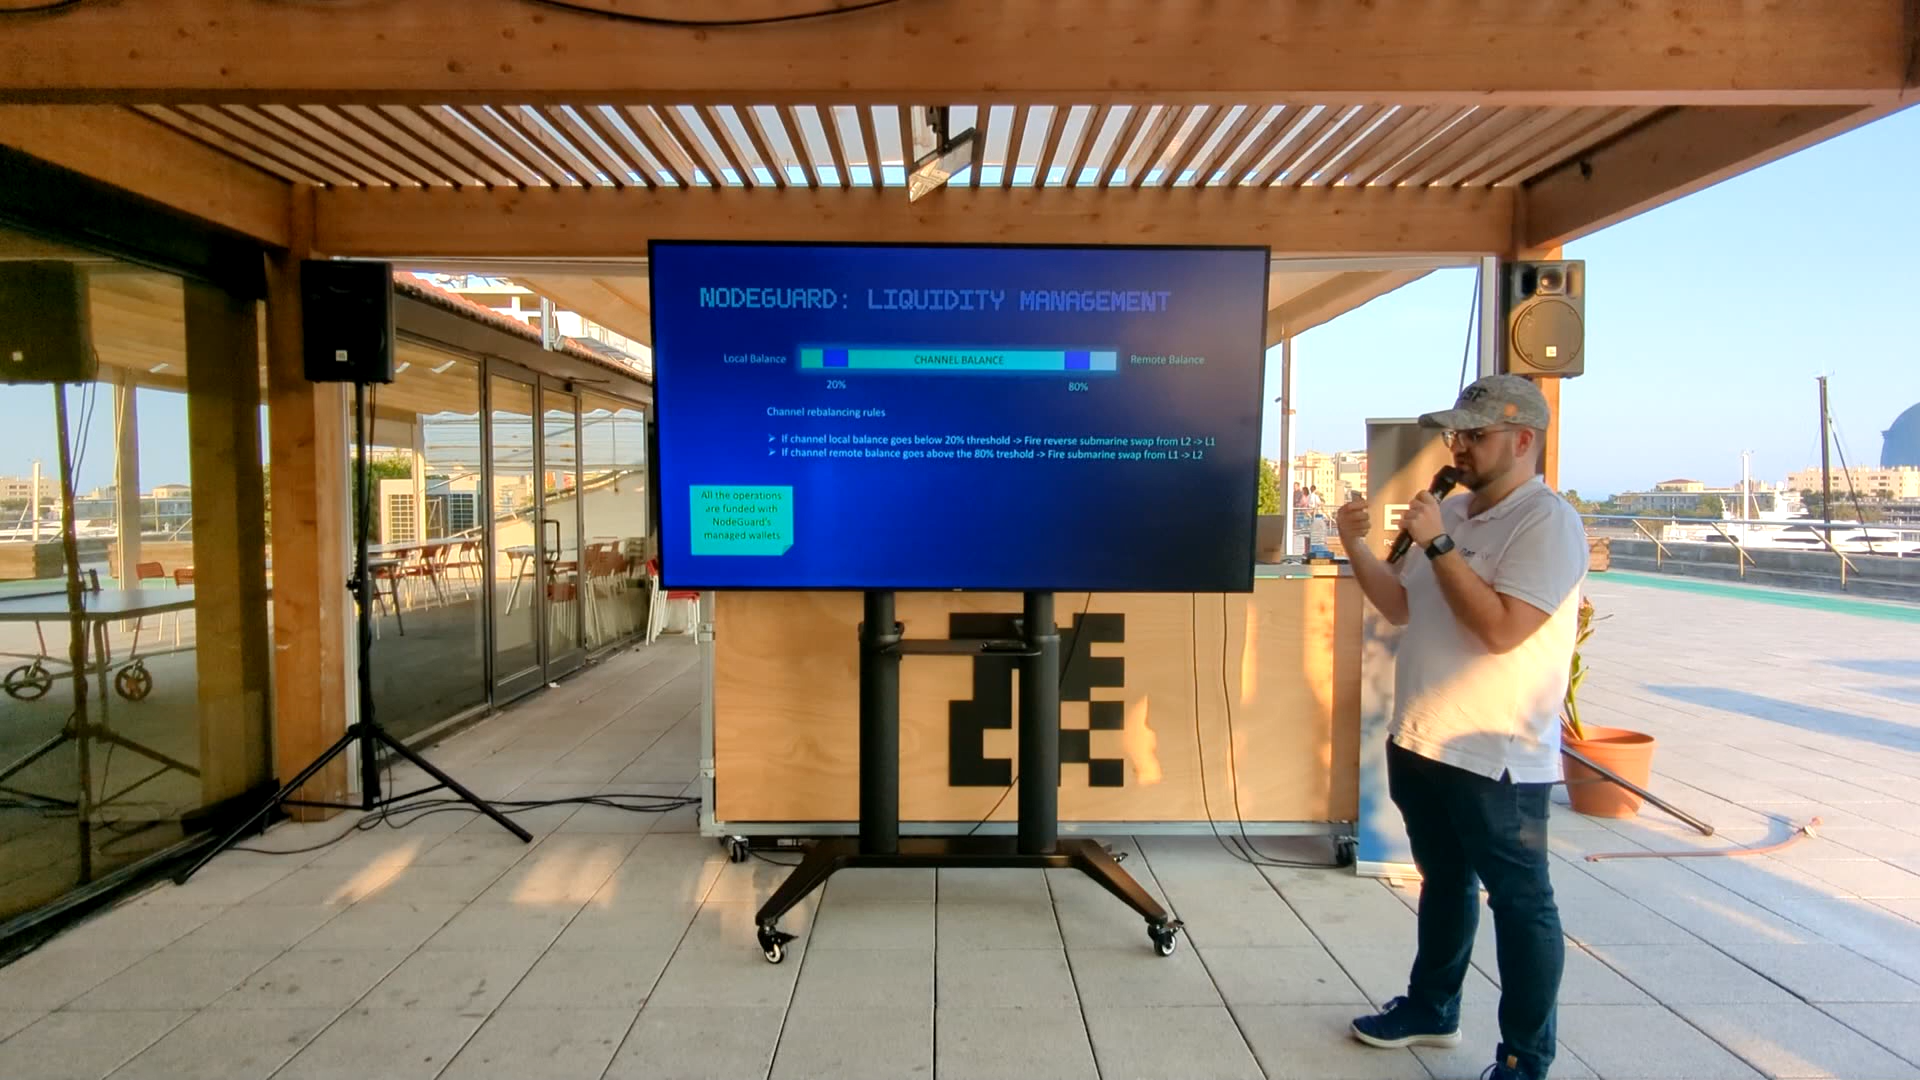 NODEGUARD: LIQUIDITY MANAGEMENT
Local Balance
CHANNEL BALANCE
Remote Balance
20%
80%
Channel rebalancing rules
➢ If channel local balance goes below 20% threshold -> Fire reverse submarine swap from L2 -> L1
➢ If channel remote balance goes above the 80% treshold -> Fire submarine swap from L1 -> L2
All the operations
are funded with
NodeGuard's
managed wallets